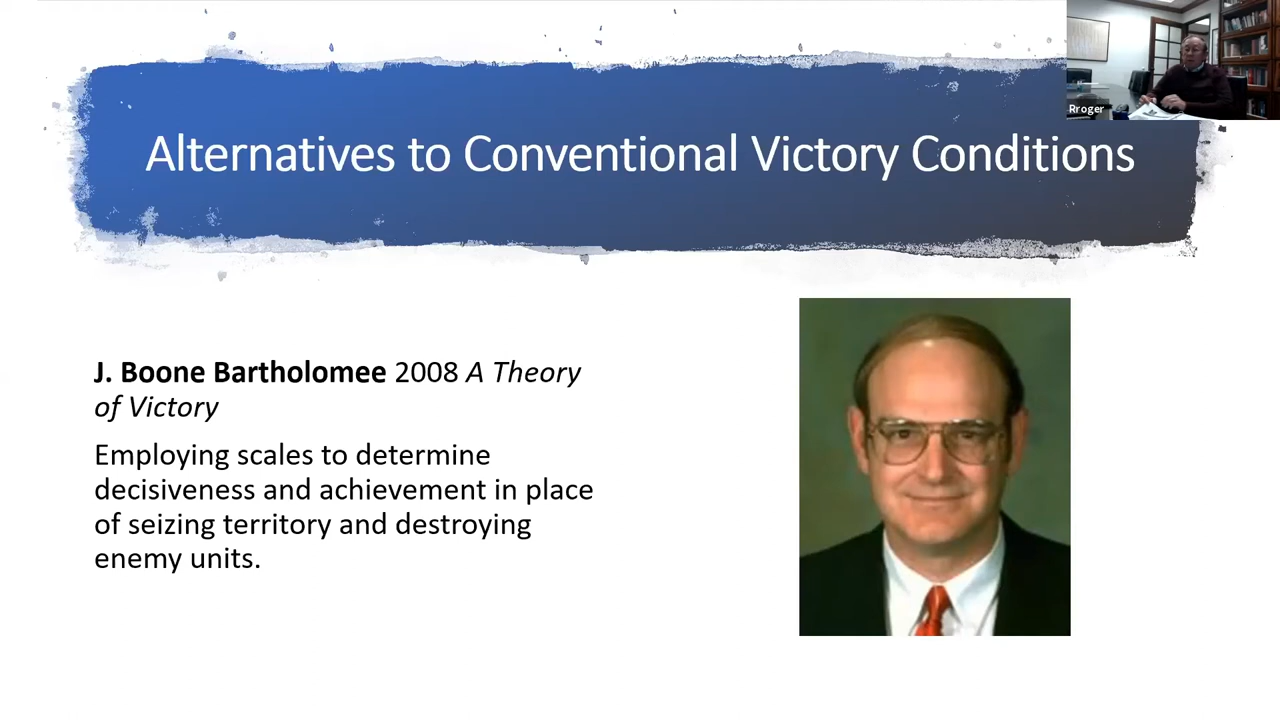 Alternatives to Conventional Victory Conditions
Rroger
J. Boone Bartholomee 2008 A Theory
of Victory
Employing scales to determine
decisiveness and achievement in place
of seizing territory and destroying
enemy units.